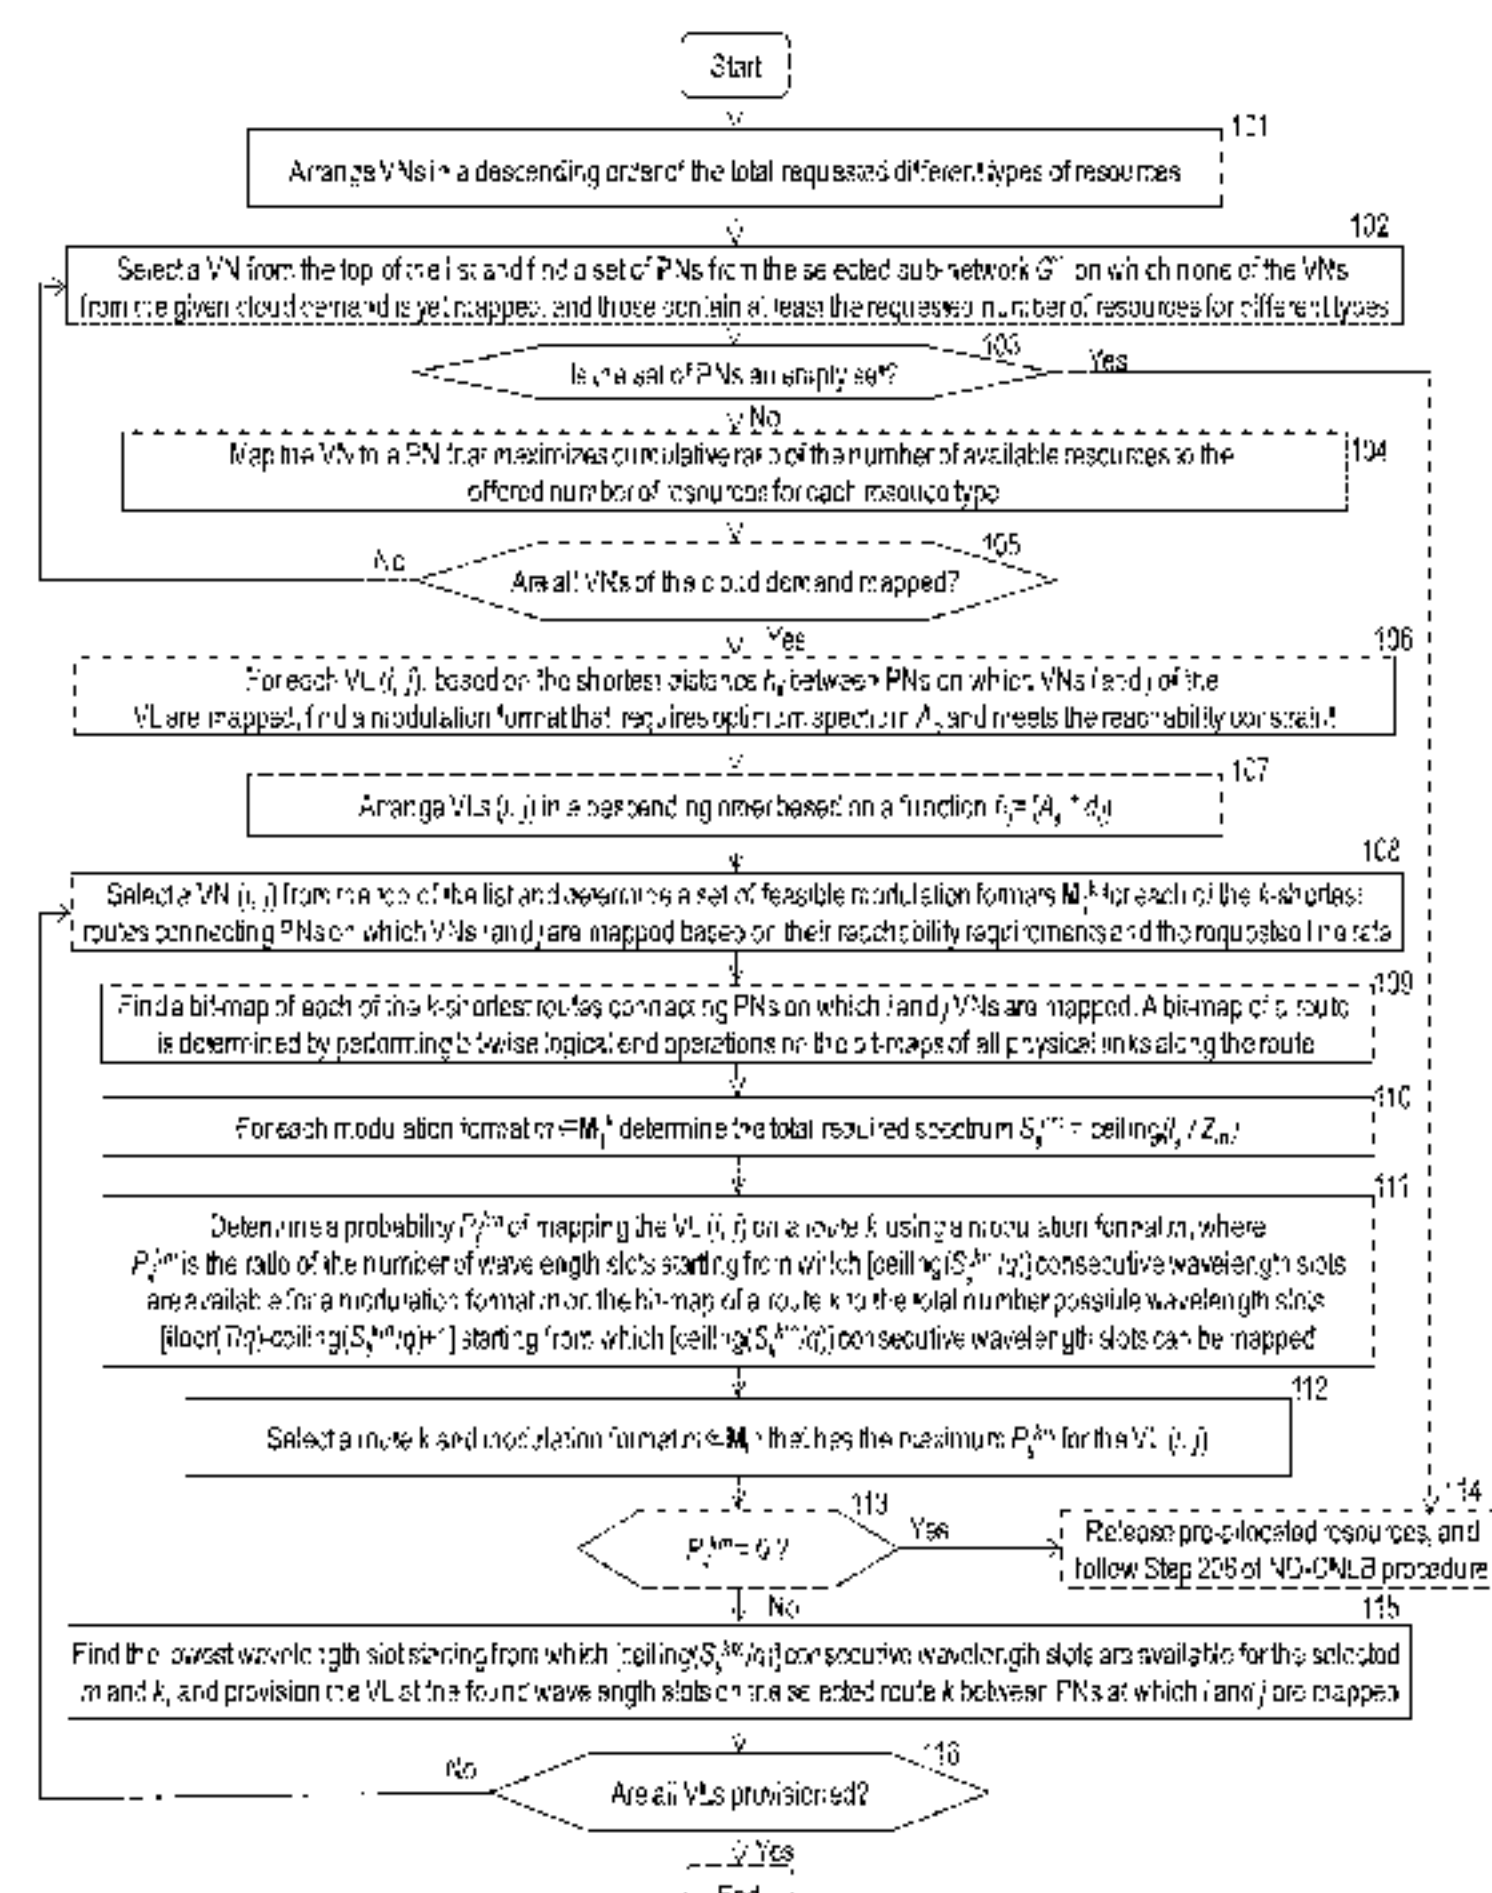 Start
101
Arrange VNs in a descending order of the total requested different types of resources
102
Select a VN from the top of the list and find a set of PNs from the selected sub-network on which none of the VNs
from the given cloud demand is yet mapped, and those contain at least the requested number of resources for different types
103
Is the set of PNs an empty set?
Yes
No
104
Map the VN to a PN that maximizes cumulative ratio of the number of available resources to the
offered number of resources for each resouce type
105
No
Are all VNs of the cloud demand mapped?
Yes
106
For each VL (i, j), based on the shortest distance between PNs on which VNs i and j of the
VL are mapped, find a modulation format that requires optimum spectrum and meets the reachability constraint
107
Arrange VLs (i, j) in a descending order based on a function
108
Select a VN (i, j) from the top of the list and determine a set of feasible modulation formats for each of the k-shortest
routes connecting PNs on which VNs i and j are mapped based on their reachability requirements and the requested line rate
109
Find a bit-map of each of the k-shortest routes connecting PNs on which i and j VNs are mapped. A bit-map of a route
is determined by performing bitwise logical and operations on the bit-maps of all physical links along the route
110
For each modulation format determine the total required spectrum
111
Determine a probability of mapping the VL (i, j) on a route k using a modulation format m, where
is the ratio of the number of wavelength slots starting from which consecutive wavelength slots
are available for a modulation format on the bit-map of a route k to the total number possible wavelength slots
starting from which consecutive wavelength slots can be mapped
112
Select a route k and modulation format that has the maximum for the VL (i, j)
113
Yes
114
Release pre-allocated resources, and
follow Step of procedure
No
115
Find the lowest wavelength slot starting from which consecutive wavelength slots are available for the selected
m and k, and provision the VL at the found wavelength slots on the selected route k between PNs at which i and j are mapped
116
No
Are all VLs provisioned?
Yes
End